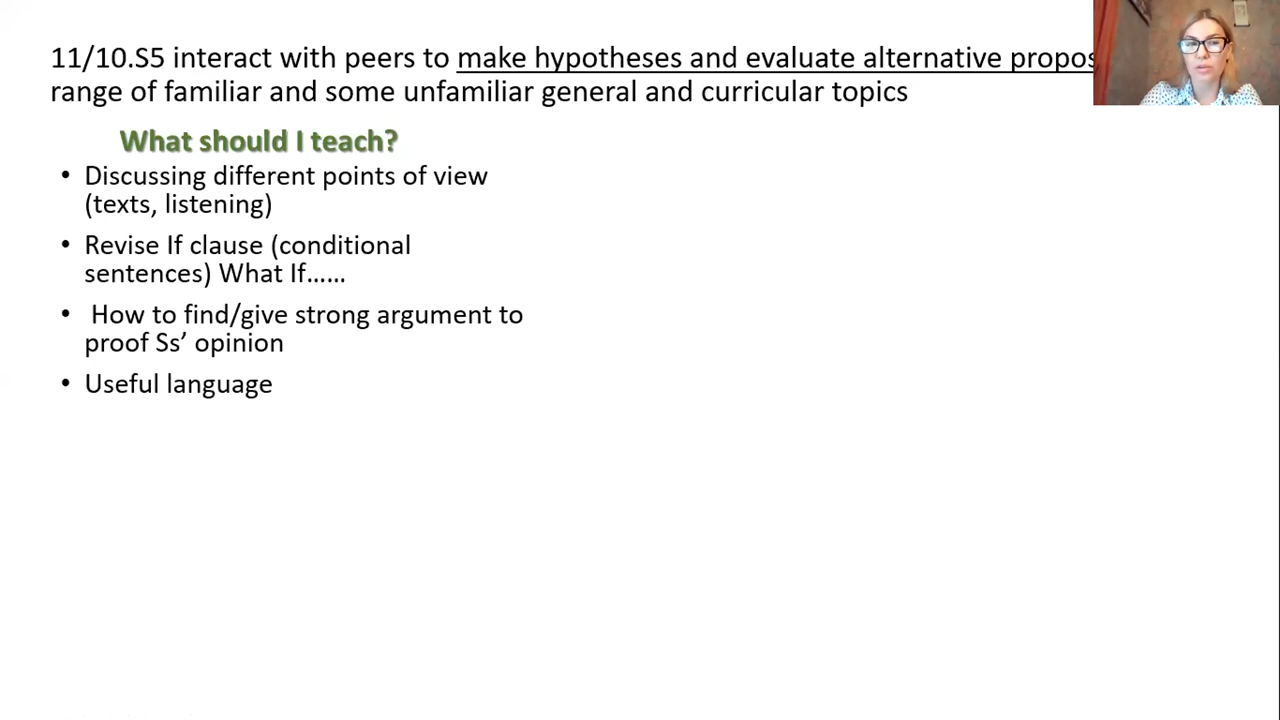 11/10.S5 interact with peers to make hypotheses and evaluate alternative
range of familiar and some unfamiliar general and curricular topics
What should I teach?
• Discussing different points of view
(texts, listening)
• Revise If clause (conditional
sentences) What If......
• How to find/give strong argument to
proof Ss’ opinion
• Useful language